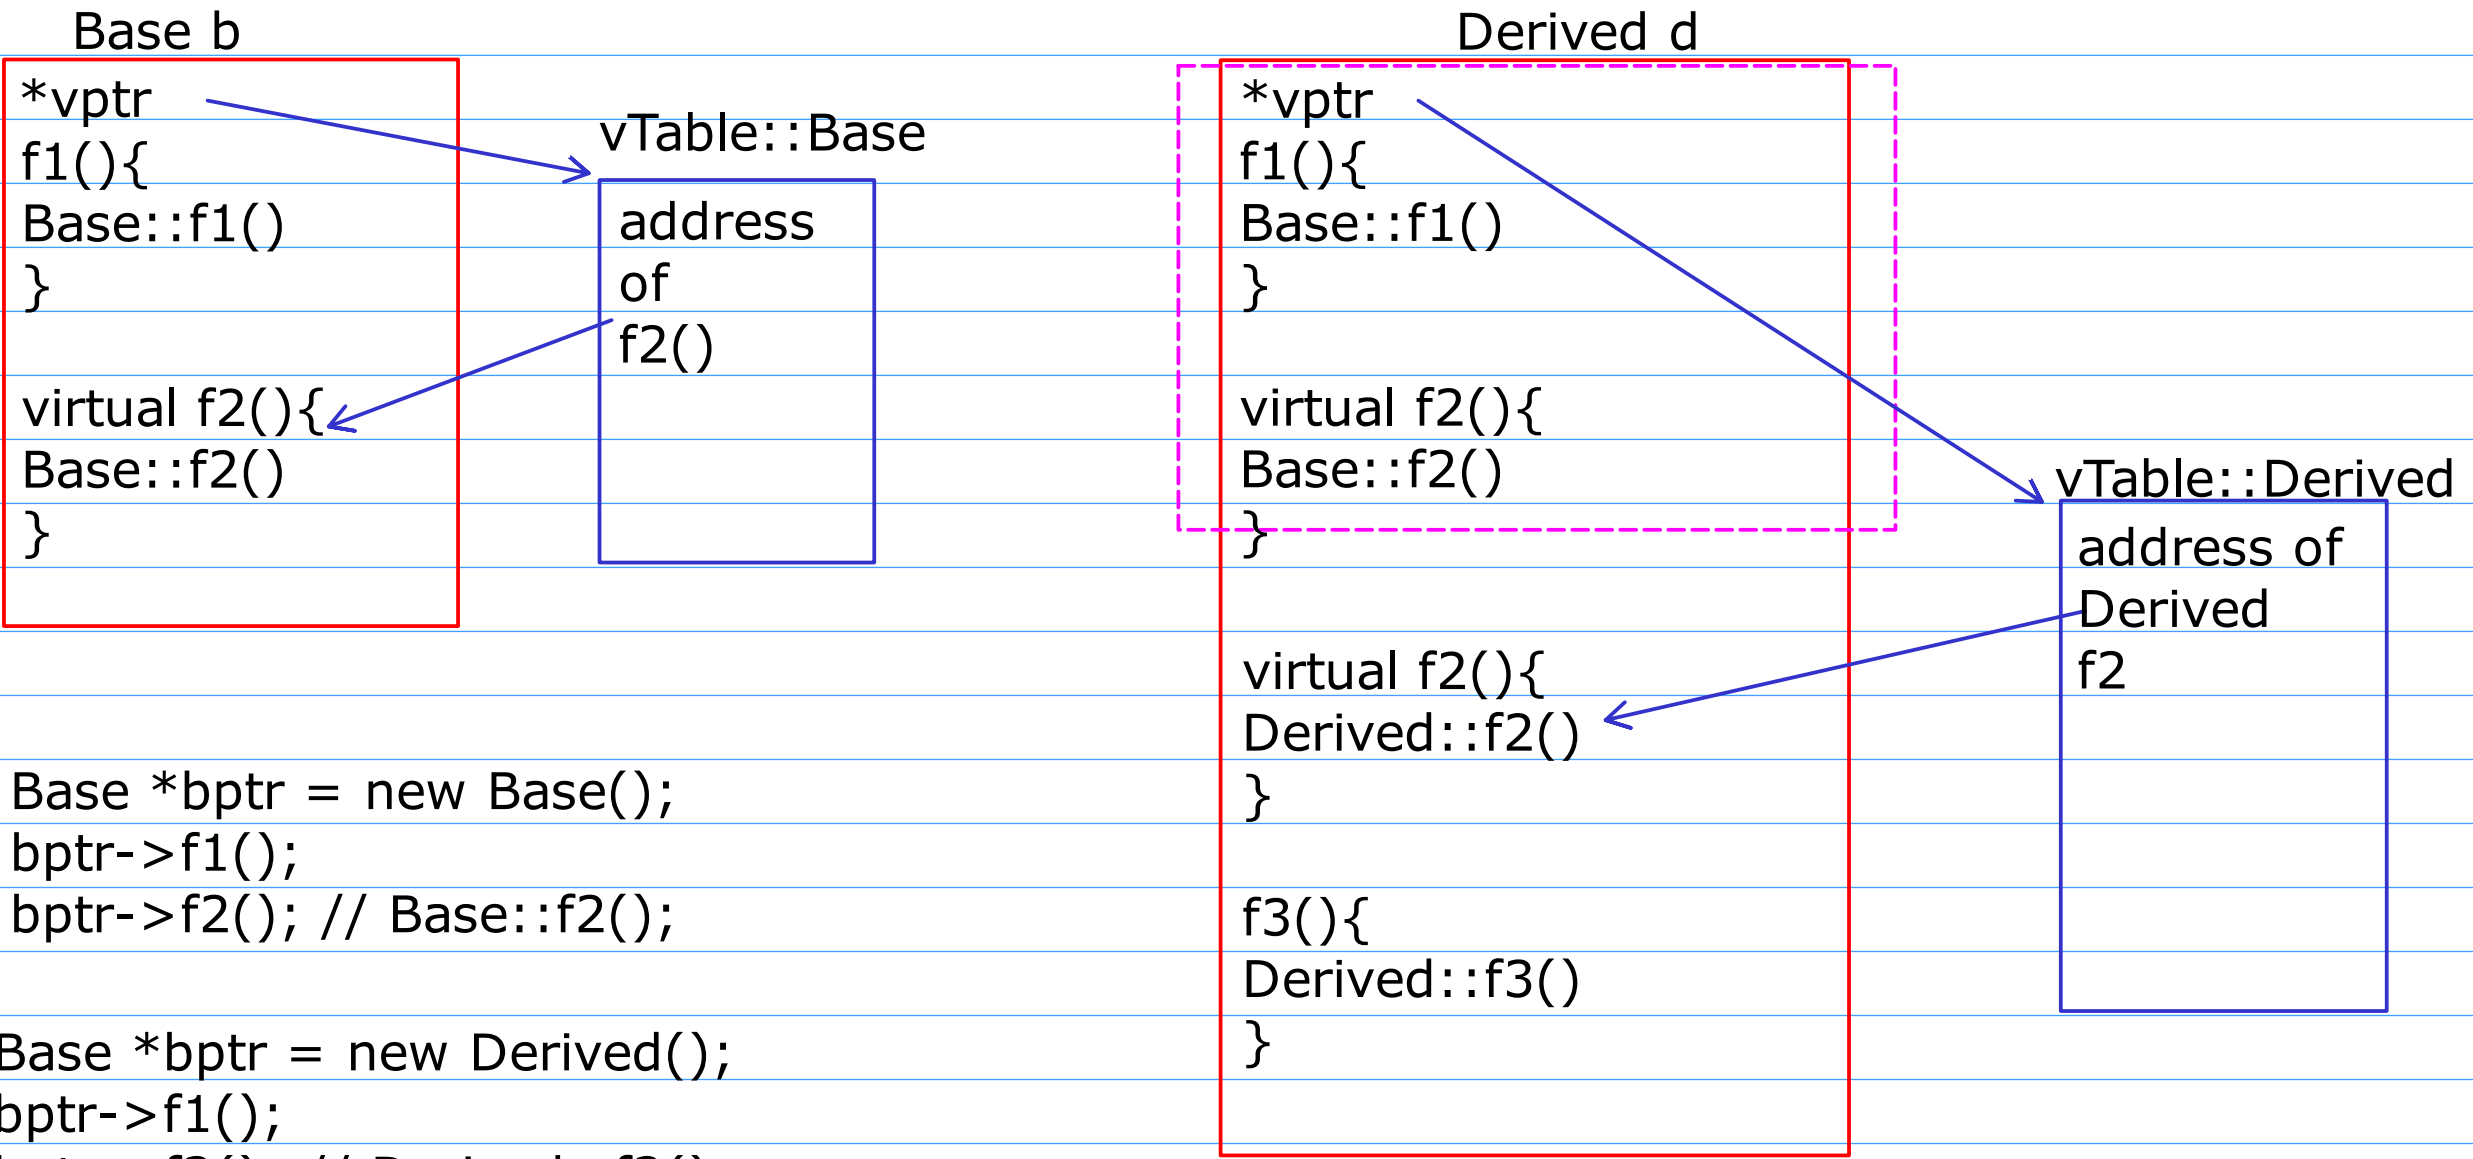 Base b
*vptr
f1(){
Base::f1()
}
virtual f2(){
Base::f2()
}
vTable::Base
address
of
f2()
Derived d
*vptr
f1(){
Base::f1()
}
virtual f2(){
Base::f2()
}
virtual f2(){
Derived::f2()
}
f3(){
Derived::f3()
}
vTable::Derived
address of
Derived
f2
Base *bptr = new Base();
bptr->f1();
bptr->f2(); // Base::f2();
Base *bptr = new Derived();
bptr->f1();